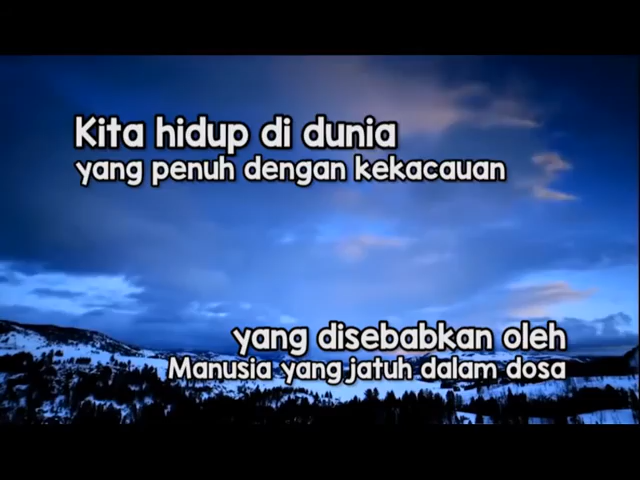 Kita hidup di dunia
yang penuh dengan kekacauan
yang disebabkan oleh
Manusia yang jatuh dalam dosa